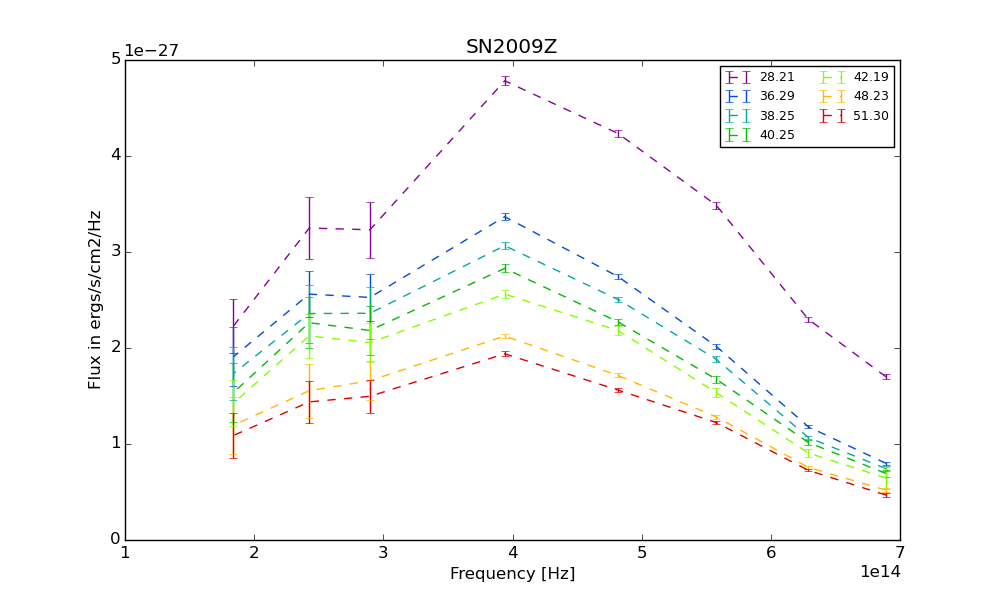 SN2009Z
1e−27
5
4
3
2
1
0
Flux in ergs/s/cm2/Hz
28.21 42.19
36.29 48.23
38.25 51.30
40.25
1 2 3 4 5 6 7
Frequency [Hz]
1e14